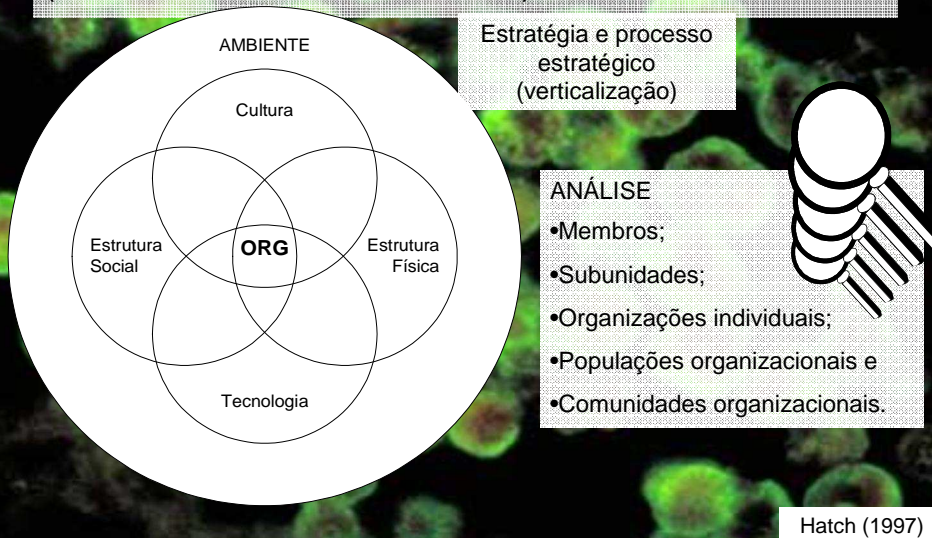 AMBIENTE
Cultura
Estrutura
Social
ORG
Estrutura
Física
Tecnologia
Estratégia e processo
estratégico
(verticalização)
ANÁLISE
•Membros;
•Subunidades;
•Organizações individuais;
•Populações organizacionais e
•Comunidades organizacionais.
Hatch (1997)